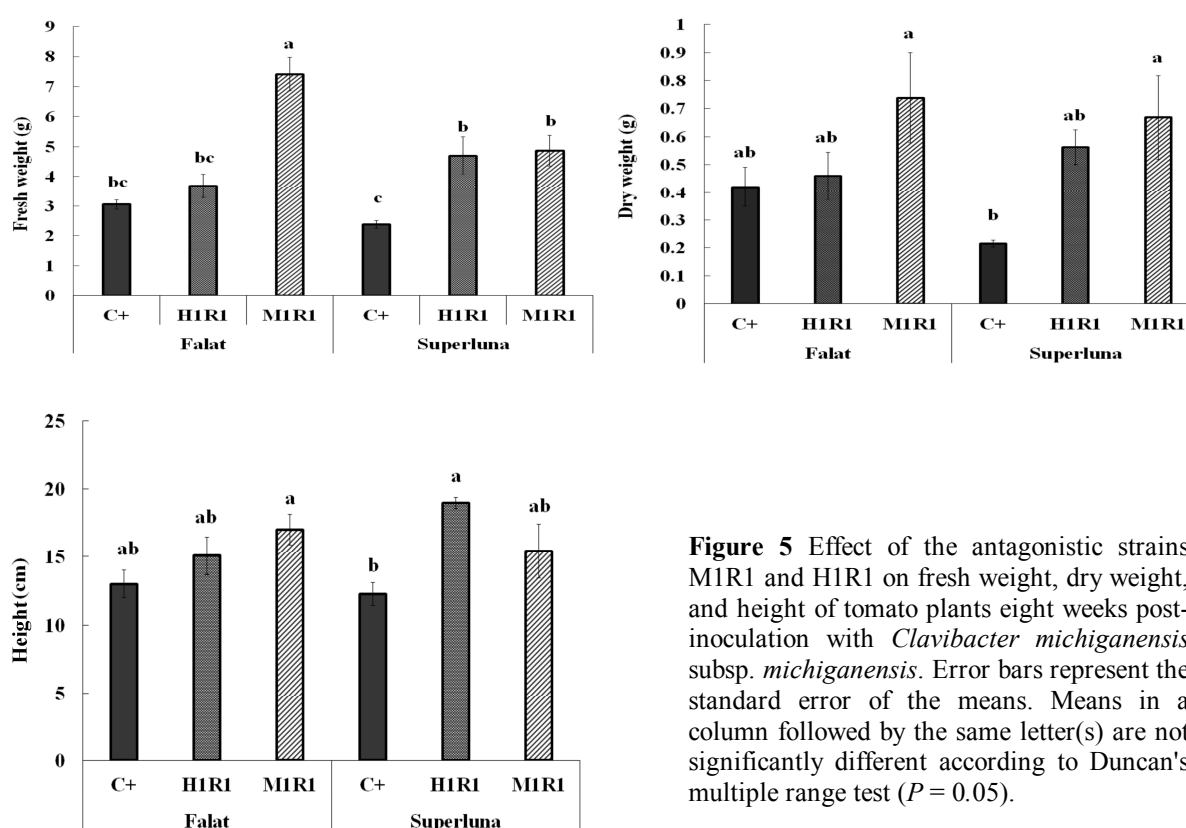 9
8
7
6
5
4
3
2
1
0
Fresh weight (g)
bc
bc
a
c
b
b
C+ H1R1 M1R1 C+ H1R1 M1R1
Falat Superluna
1
0.9
0.8
0.7
0.6
0.5
0.4
0.3
0.2
0.1
0
Dry weight (g)
ab
ab
a
b
ab
a
C+ H1R1 M1R1 C+ H1R1 M1R1
Falat Superluna
25
20
15
10
5
0
Height (cm)
ab
ab
a
b
a
ab
C+ H1R1 M1R1 C+ H1R1 M1R1
Falat Superluna
Figure 5 Effect of the antagonistic strains
M1R1 and H1R1 on fresh weight, dry weight,
and height of tomato plants eight weeks post-
inoculation with Clavibacter michiganensis
subsp. michiganensis. Error bars represent the
standard error of the means. Means in a
column followed by the same letter(s) are not
significantly different according to Duncan's
multiple range test (P = 0.05).